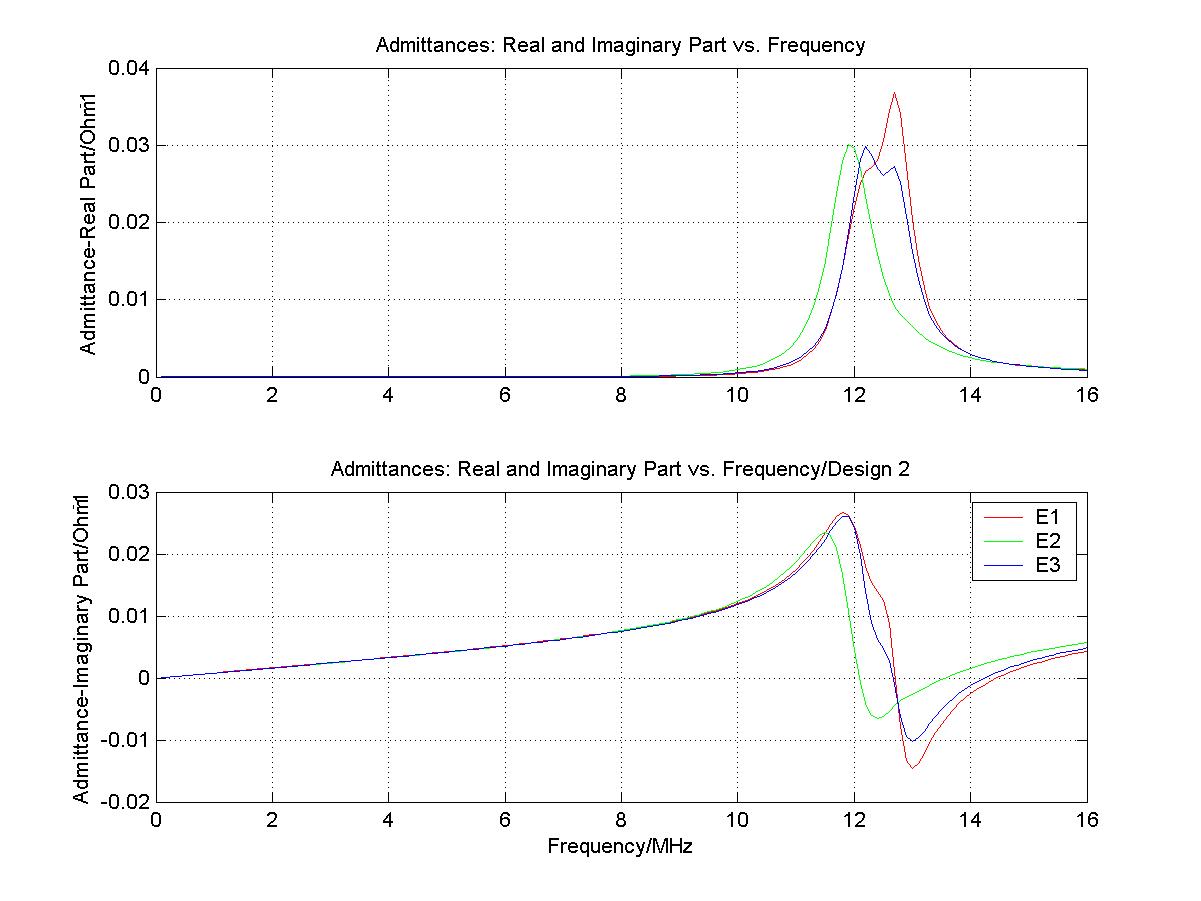 Admittances: Real and Imaginary Part vs. Frequency
Admittance-Real Part/Ohm-1
0.04
0.03
0.02
0.01
0
0 2 4 6 8 10 12 14 16
Admittances: Real and Imaginary Part vs. Frequency/Design 2
Admittance-Imaginary Part/Ohm-1
0.03
0.02
0.01
0
-0.01
-0.02
E1
E2
E3
0 2 4 6 8 10 12 14 16
Frequency/MHz